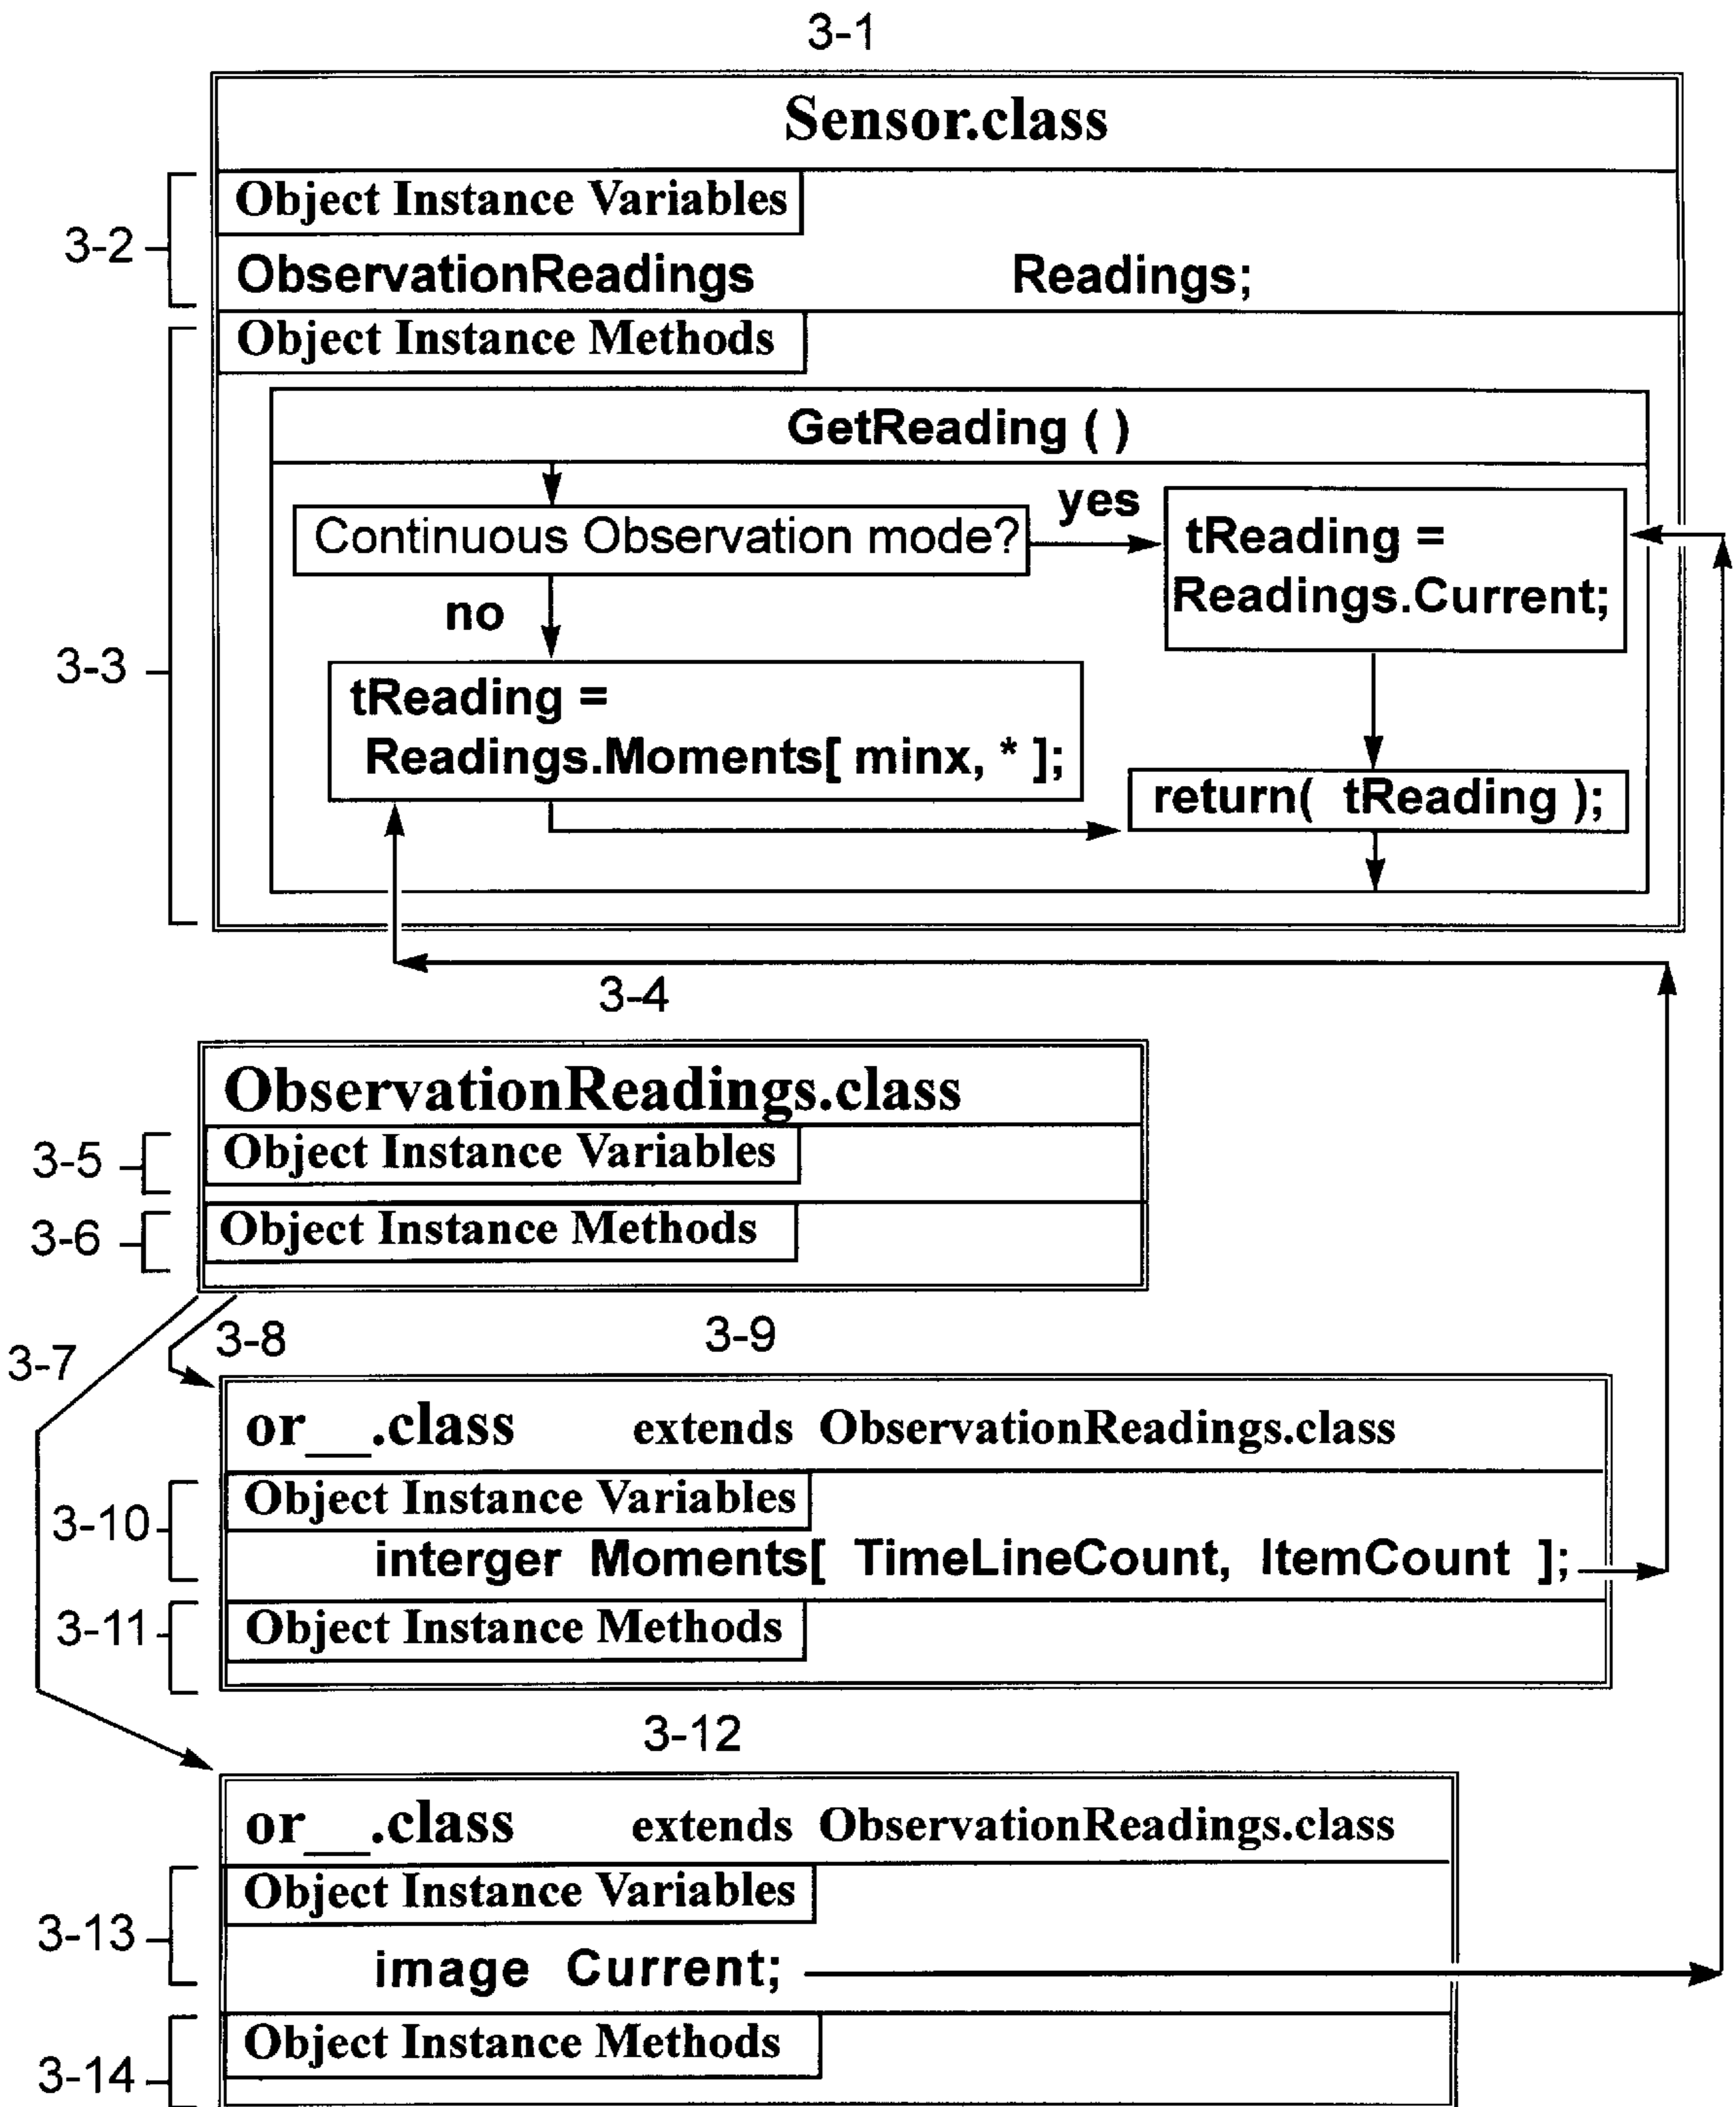 3-1
Sensor.class
Object Instance Variables
3-2
ObservationReadings Readings;
Object Instance Methods
GetReading ( )
Continuous Observation mode?
yes
tReading =
Readings.Current;
no
3-3
tReading =
Readings.Moments[ minx, * ];
return( tReading );
3-4
ObservationReadings.class
3-5
Object Instance Variables
3-6
Object Instance Methods
3-7
3-8
3-9
or__.class extends ObservationReadings.class
Object Instance Variables
3-10
interger Moments[ TimeLineCount, ItemCount ];
3-11
Object Instance Methods
3-12
or__.class extends ObservationReadings.class
Object Instance Variables
3-13
image Current;
Object Instance Methods
3-14